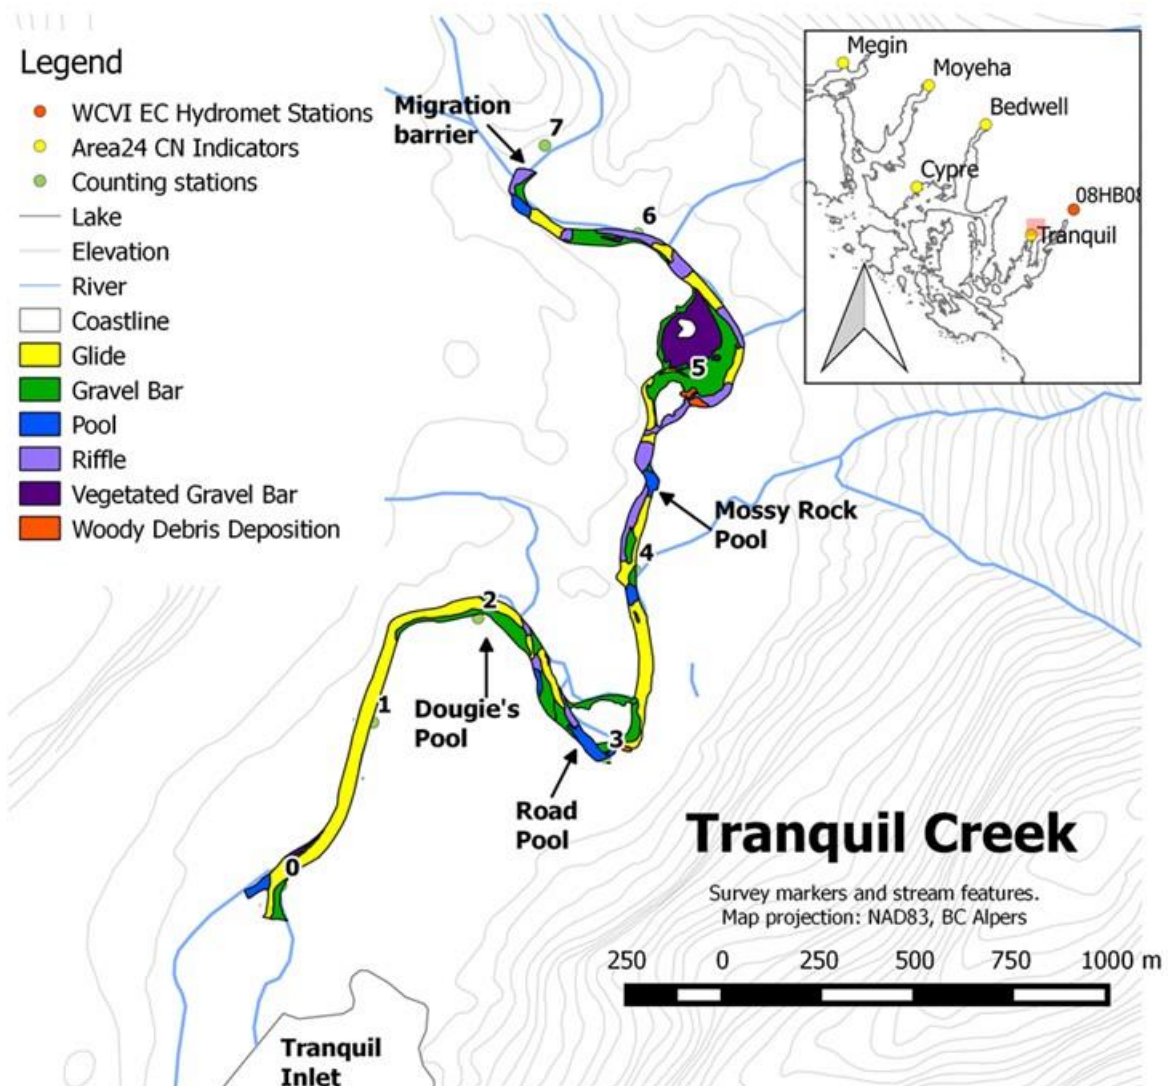 Legend
WCVI EC Hydromet Stations
Area24 CN Indicators
Counting stations
Lake
Elevation
River
Coastline
Glide
Gravel Bar
Pool
Riffle
Vegetated Gravel Bar
Woody Debris Deposition
Migration
barrier
7
6
5
Mossy Rock
Pool
4
2
1
Dougie's
Pool
3
Road
Pool
0
Tranquil
Inlet
Megin
Moyeha
Bedwell
Cypre
Tranquil
Tranquil Creek
Survey markers and stream features.
Map projection: NAD83, BC Alpers
250 0 250 500 750 1000 m